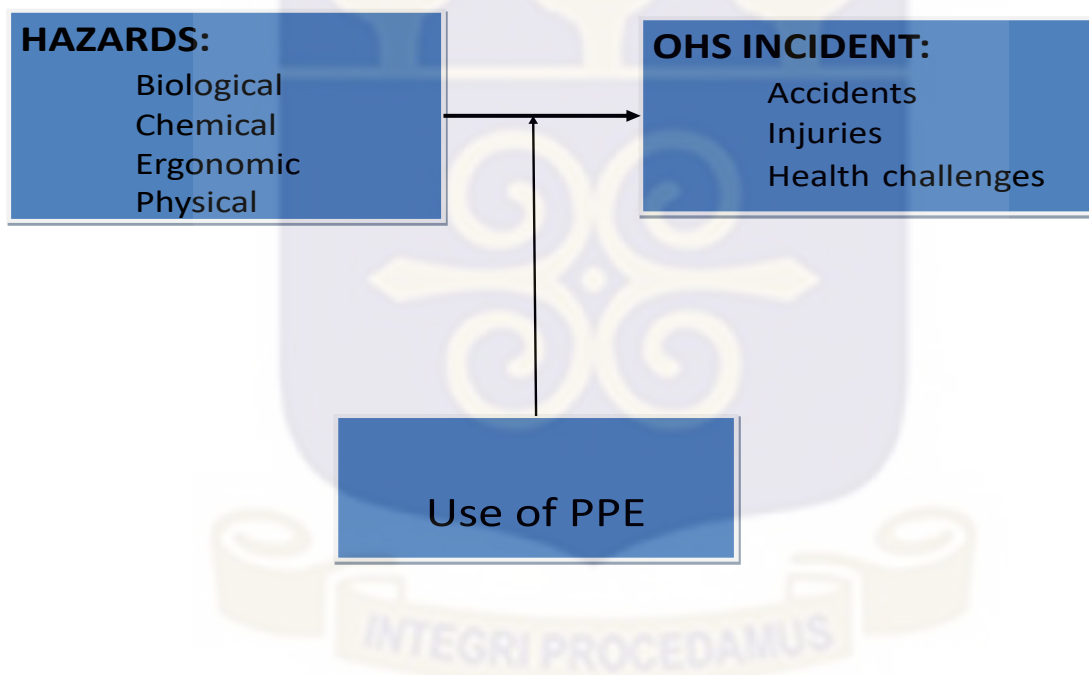 HAZARDS:
Biological
Chemical
Ergonomic
Physical
OHS INCIDENT:
Accidents
Injuries
Health challenges
Use of PPE
INTEGRI PROCEDAMUS